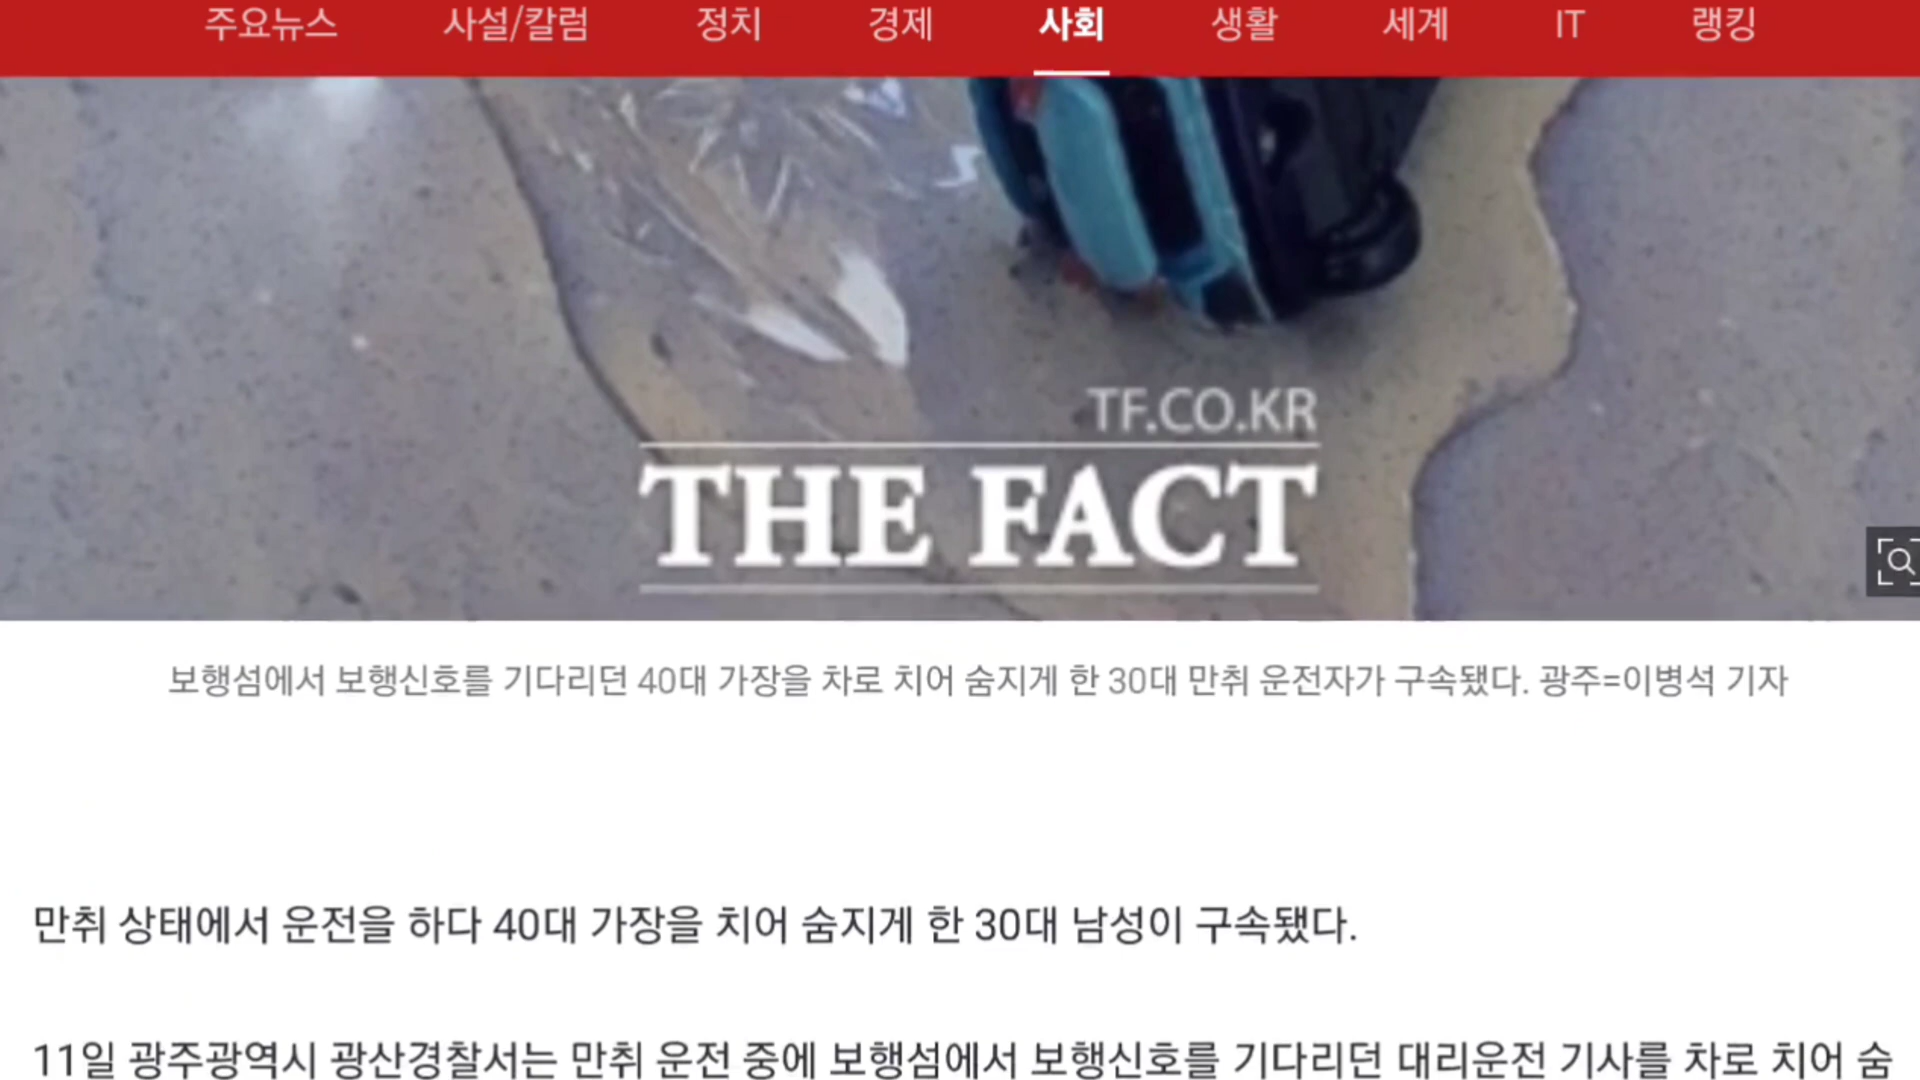 주요뉴스 사설/칼럼 정치 경제 사회 생활 세계 IT 랭킹
TF.CO.KR
THE FACT
보행섬에서 보행신호를 기다리던 40대 가장을 차로 치어 숨지게 한 30대 만취 운전자가 구속됐다. 광주=이병석 기자
만취 상태에서 운전을 하다 40대 가장을 치어 숨지게 한 30대 남성이 구속됐다.
11일 광주광역시 광산경찰서는 만취 운전 중에 보행섬에서 보행신호를 기다리던 대리운전 기사를 차로 치어 숨